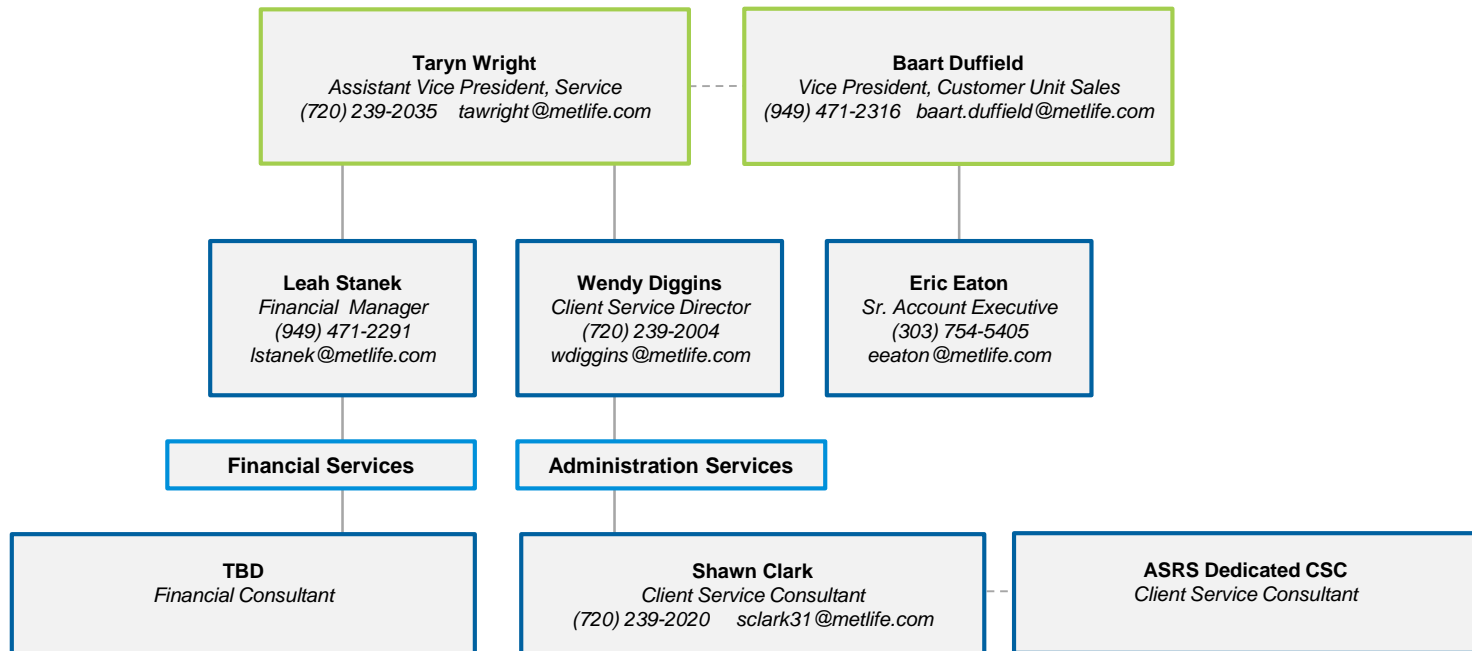 Taryn Wright
Assistant Vice President, Service
(720) 239-2035 tawright@metlife.com
Baart Duffield
Vice President, Customer Unit Sales
(949) 471-2316 baart.duffield@metlife.com
Leah Stanek
Financial Manager
(949) 471-2291
lstanek@metlife.com
Wendy Diggins
Client Service Director
(720) 239-2004
wdiggins@metlife.com
Eric Eaton
Sr. Account Executive
(303) 754-5405
eeaton@metlife.com
Financial Services
Administration Services
TBD
Financial Consultant
Shawn Clark
Client Service Consultant
(720) 239-2020 sclark31@metlife.com
ASRS Dedicated CSC
Client Service Consultant